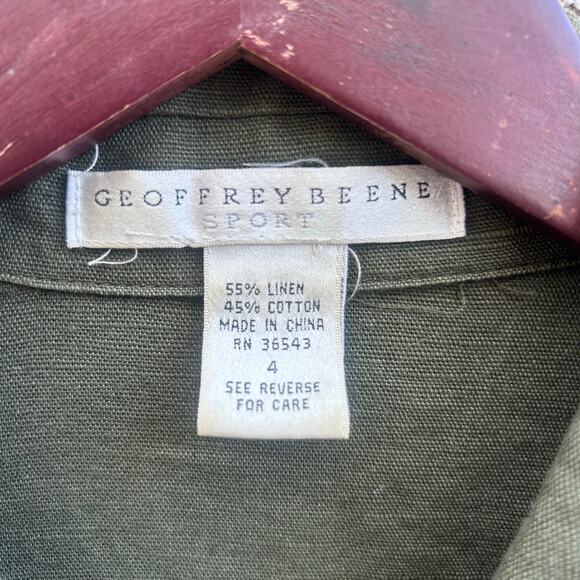 GEOFFREY BEENE
SPORT
55% LINEN
45% COTTON
MADE IN CHINA
RN 36543
4
SEE REVERSE
FOR CARE